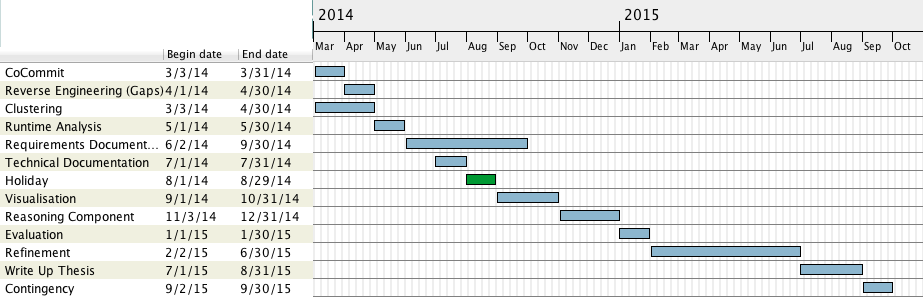 2014 2015
Mar Apr May Jun Jul Aug Sep Oct Nov Dec Jan Feb Mar Apr May Jun Jul Aug Sep Oct
Begin date End date
CoCommit 3/3/14 3/31/14
Reverse Engineering (Gaps) 4/1/14 4/30/14
Clustering 3/3/14 4/30/14
Runtime Analysis 5/1/14 5/30/14
Requirements Document... 6/2/14 9/30/14
Technical Documentation 7/1/14 7/31/14
Holiday 8/1/14 8/29/14
Visualisation 9/1/14 10/31/14
Reasoning Component 11/3/14 12/31/14
Evaluation 1/1/15 1/30/15
Refinement 2/2/15 6/30/15
Write Up Thesis 7/1/15 8/31/15
Contingency 9/2/15 9/30/15